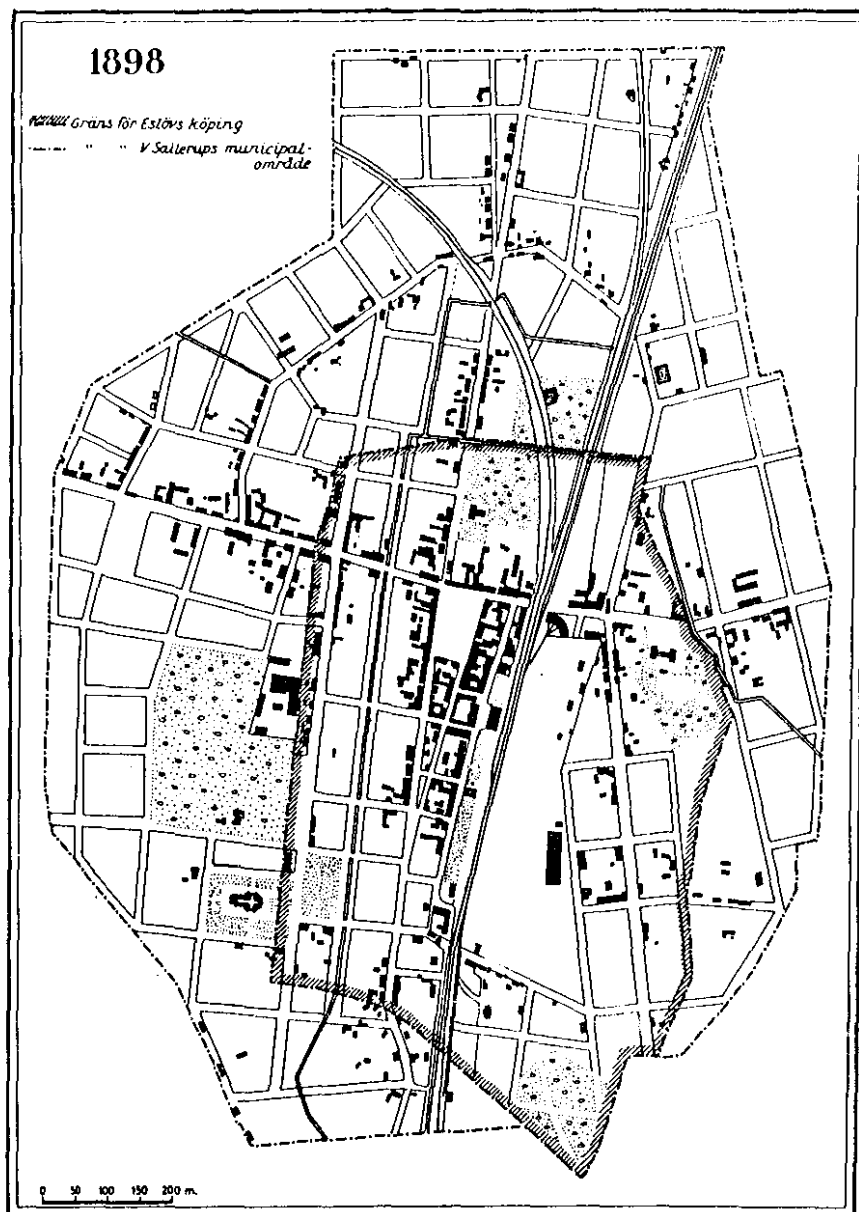 1898
Gräns för Eslövs köping
" " V Sallerups municipal-
område
0 50 100 150 200 m.